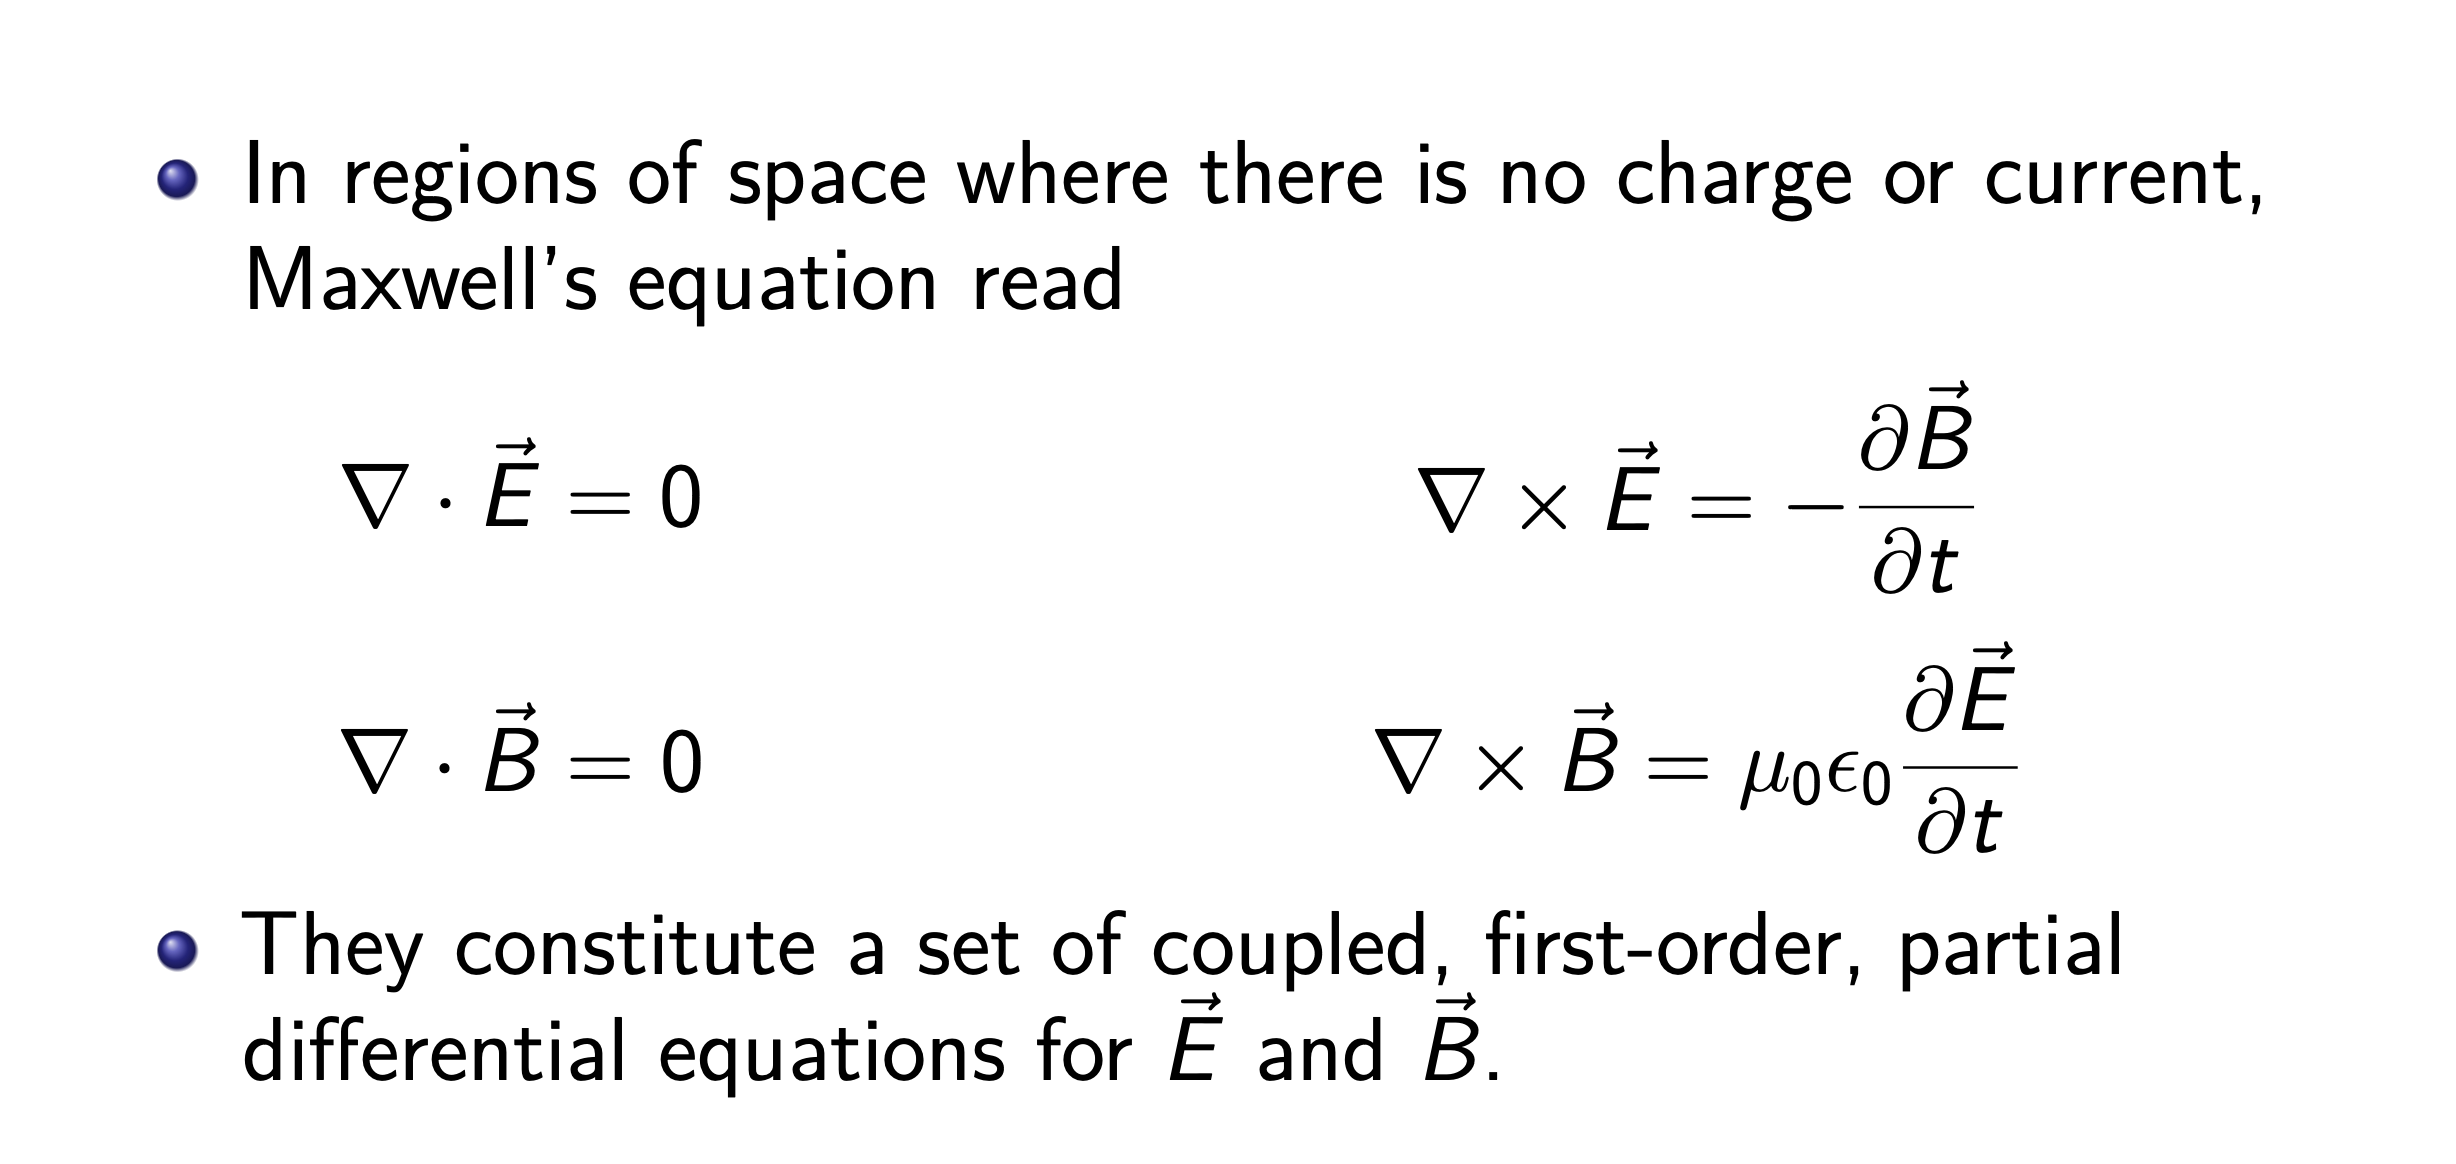 In regions of space where there is no charge or current,
Maxwell's equation read
∇ · E⃗ = 0    ∇ × E⃗ = −∂B⃗/∂t
∇ · B⃗ = 0    ∇ × B⃗ = μ₀ϵ₀ ∂E⃗/∂t
They constitute a set of coupled, first-order, partial
differential equations for E⃗ and B⃗.